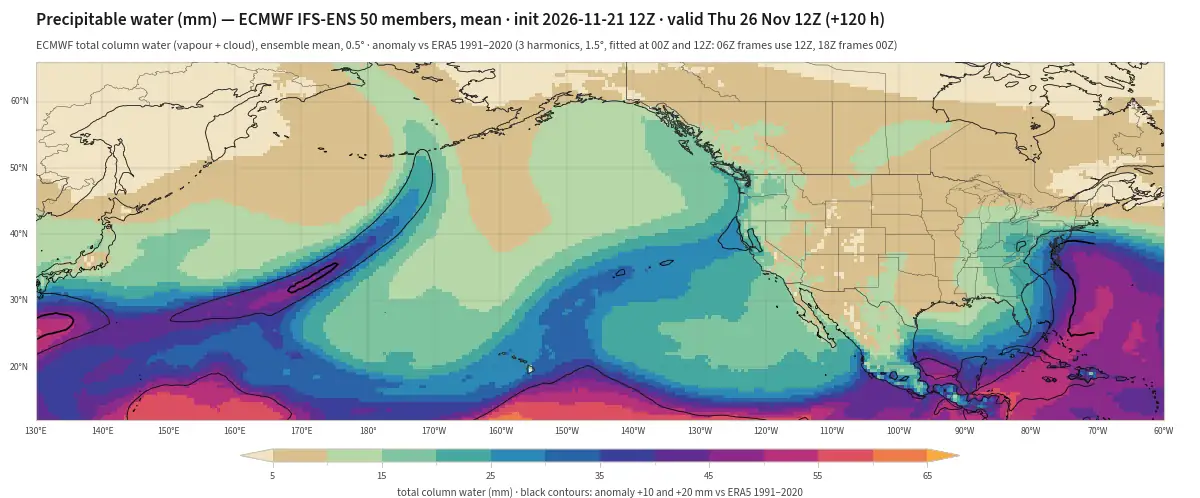 Precipitable water (mm) — ECMWF IFS-ENS 50 members, mean · init 2026-11-21 12Z · valid Thu 26 Nov 12Z (+120 h)
ECMWF total column water (vapour + cloud), ensemble mean, 0.5° · anomaly vs ERA5 1991–2020 (3 harmonics, 1.5°, fitted at 00Z and 12Z: 06Z frames use 12Z, 18Z frames 00Z)
60°N
50°N
40°N
30°N
20°N
130°E 140°E 150°E 160°E 170°E 180° 170°W 160°W 150°W 140°W 130°W 120°W 110°W 100°W 90°W 80°W 70°W 60°W
5 15 25 35 45 55 65
total column water (mm) · black contours: anomaly +10 and +20 mm vs ERA5 1991–2020